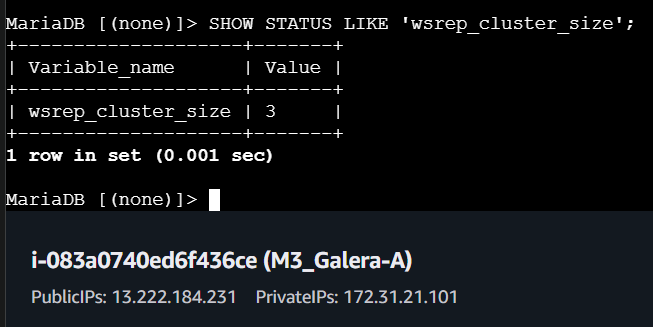 MariaDB [(none)]> SHOW STATUS LIKE 'wsrep_cluster_size';
+--------------------+-------+
| Variable_name      | Value |
+--------------------+-------+
| wsrep_cluster_size | 3     |
+--------------------+-------+
1 row in set (0.001 sec)
MariaDB [(none)]>
i-083a0740ed6f436ce (M3_Galera-A)
PublicIPs: 13.222.184.231 PrivateIPs: 172.31.21.101